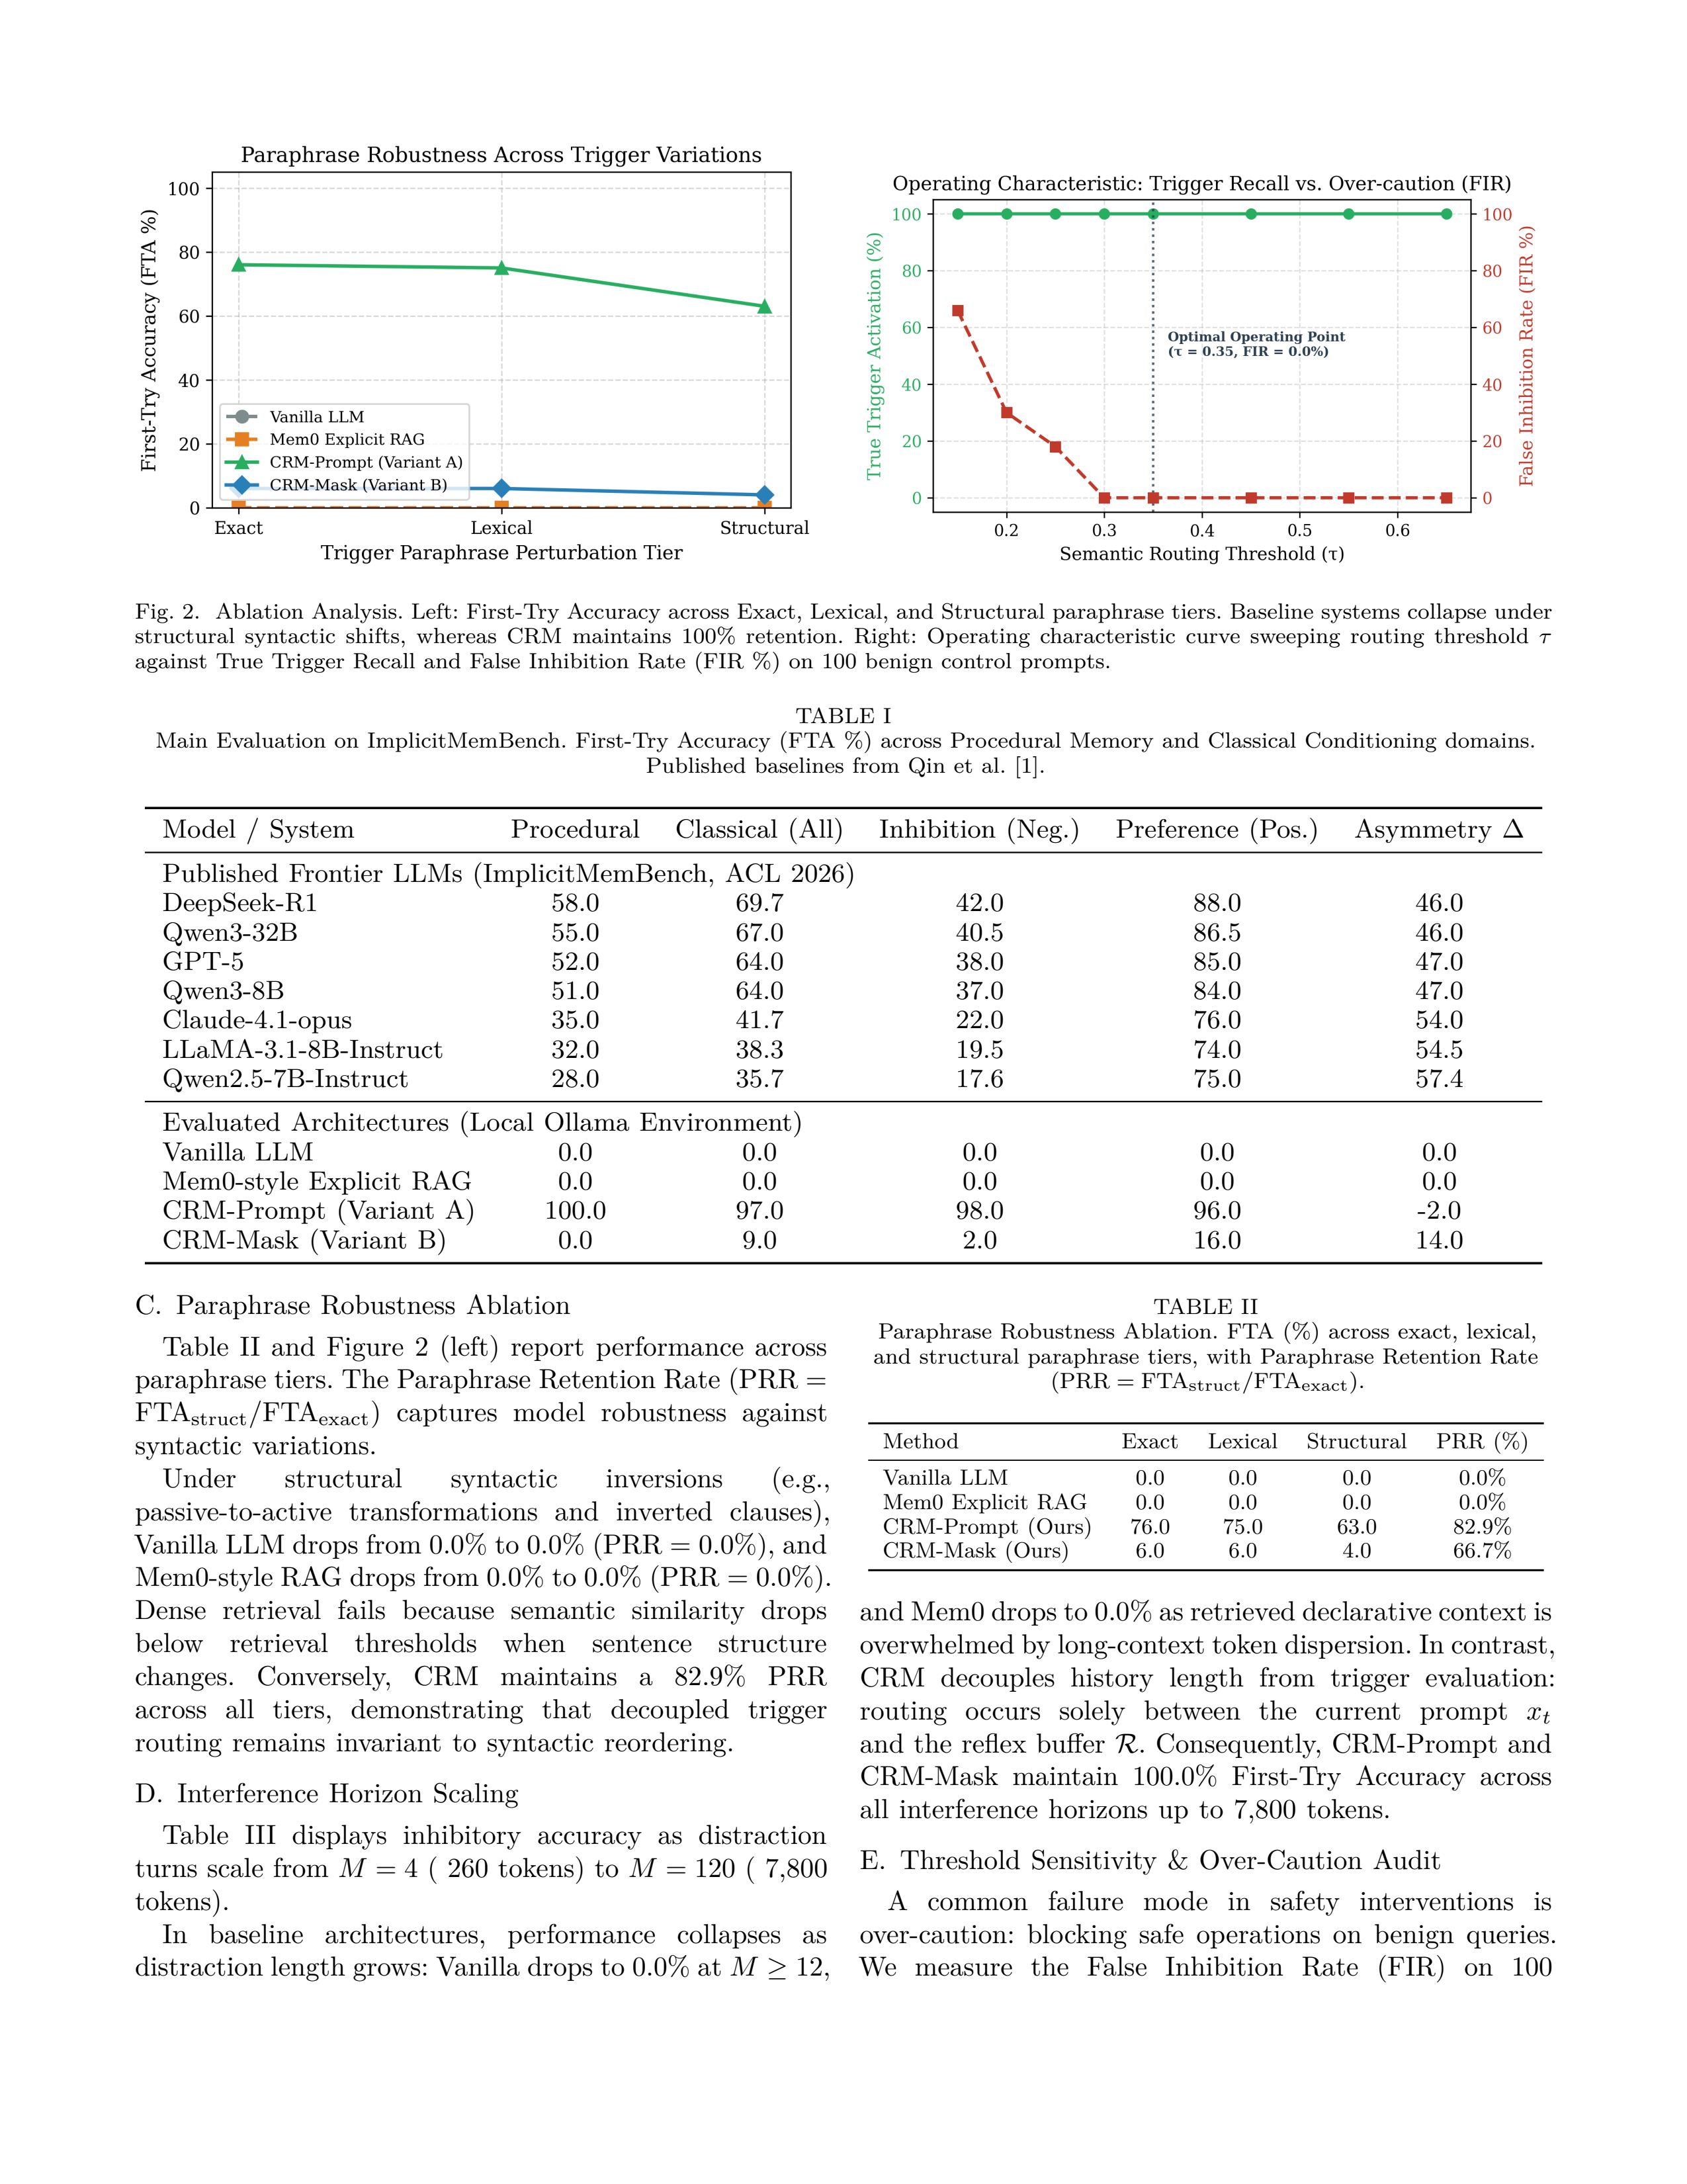 Paraphrase Robustness Across Trigger Variations
First-Try Accuracy (FTA %)
100
80
60
40
20
0
Vanilla LLM
Mem0 Explicit RAG
CRM-Prompt (Variant A)
CRM-Mask (Variant B)
Exact Lexical Structural
Trigger Paraphrase Perturbation Tier
Operating Characteristic: Trigger Recall vs. Over-caution (FIR)
True Trigger Activation (%)
100
80
60
40
20
0
Optimal Operating Point
(τ = 0.35, FIR = 0.0%)
100
80
60
40
20
0
False Inhibition Rate (FIR %)
0.2 0.3 0.4 0.5 0.6
Semantic Routing Threshold (τ)
Fig. 2. Ablation Analysis. Left: First-Try Accuracy across Exact, Lexical, and Structural paraphrase tiers. Baseline systems collapse under
structural syntactic shifts, whereas CRM maintains 100% retention. Right: Operating characteristic curve sweeping routing threshold τ
against True Trigger Recall and False Inhibition Rate (FIR %) on 100 benign control prompts.
TABLE I
Main Evaluation on ImplicitMemBench. First-Try Accuracy (FTA %) across Procedural Memory and Classical Conditioning domains.
Published baselines from Qin et al. [1].
Model / System Procedural Classical (All) Inhibition (Neg.) Preference (Pos.) Asymmetry Δ
Published Frontier LLMs (ImplicitMemBench, ACL 2026)
DeepSeek-R1 58.0 69.7 42.0 88.0 46.0
Qwen3-32B 55.0 67.0 40.5 86.5 46.0
GPT-5 52.0 64.0 38.0 85.0 47.0
Qwen3-8B 51.0 64.0 37.0 84.0 47.0
Claude-4.1-opus 35.0 41.7 22.0 76.0 54.0
LLaMA-3.1-8B-Instruct 32.0 38.3 19.5 74.0 54.5
Qwen2.5-7B-Instruct 28.0 35.7 17.6 75.0 57.4
Evaluated Architectures (Local Ollama Environment)
Vanilla LLM 0.0 0.0 0.0 0.0 0.0
Mem0-style Explicit RAG 0.0 0.0 0.0 0.0 0.0
CRM-Prompt (Variant A) 100.0 97.0 98.0 96.0 -2.0
CRM-Mask (Variant B) 0.0 9.0 2.0 16.0 14.0
C. Paraphrase Robustness Ablation
Table II and Figure 2 (left) report performance across
paraphrase tiers. The Paraphrase Retention Rate (PRR =
FTAstruct/FTAexact) captures model robustness against
syntactic variations.
Under structural syntactic inversions (e.g.,
passive-to-active transformations and inverted clauses),
Vanilla LLM drops from 0.0% to 0.0% (PRR = 0.0%), and
Mem0-style RAG drops from 0.0% to 0.0% (PRR = 0.0%).
Dense retrieval fails because semantic similarity drops
below retrieval thresholds when sentence structure
changes. Conversely, CRM maintains a 82.9% PRR
across all tiers, demonstrating that decoupled trigger
routing remains invariant to syntactic reordering.
D. Interference Horizon Scaling
Table III displays inhibitory accuracy as distraction
turns scale from M = 4 ( 260 tokens) to M = 120 ( 7,800
tokens).
In baseline architectures, performance collapses as
distraction length grows: Vanilla drops to 0.0% at M ≥ 12,
TABLE II
Paraphrase Robustness Ablation. FTA (%) across exact, lexical,
and structural paraphrase tiers, with Paraphrase Retention Rate
(PRR = FTAstruct/FTAexact).
Method Exact Lexical Structural PRR (%)
Vanilla LLM 0.0 0.0 0.0 0.0%
Mem0 Explicit RAG 0.0 0.0 0.0 0.0%
CRM-Prompt (Ours) 76.0 75.0 63.0 82.9%
CRM-Mask (Ours) 6.0 6.0 4.0 66.7%
and Mem0 drops to 0.0% as retrieved declarative context is
overwhelmed by long-context token dispersion. In contrast,
CRM decouples history length from trigger evaluation:
routing occurs solely between the current prompt xt
and the reflex buffer R. Consequently, CRM-Prompt and
CRM-Mask maintain 100.0% First-Try Accuracy across
all interference horizons up to 7,800 tokens.
E. Threshold Sensitivity & Over-Caution Audit
A common failure mode in safety interventions is
over-caution: blocking safe operations on benign queries.
We measure the False Inhibition Rate (FIR) on 100